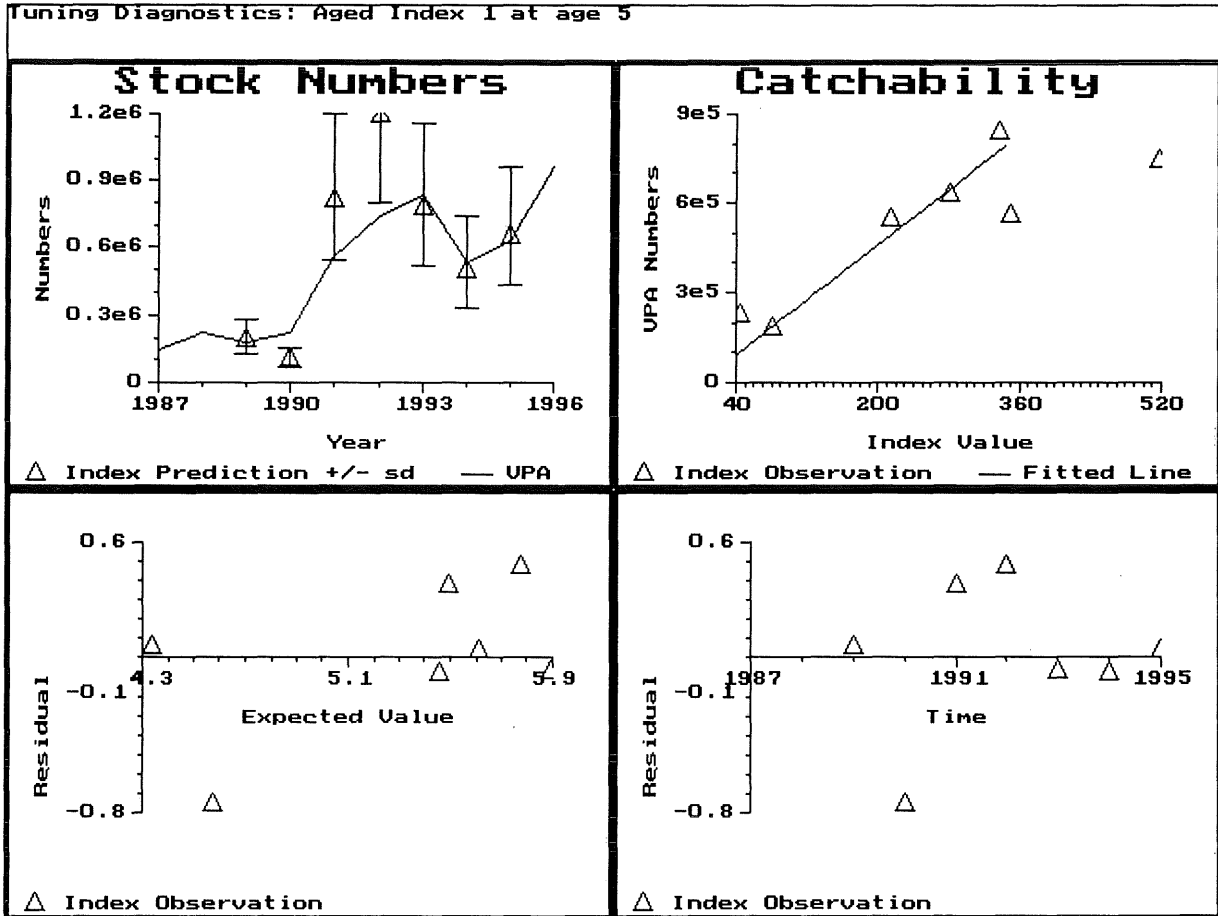 Tuning Diagnostics: Aged Index 1 at age 5
Stock Numbers
1.2e6
0.9e6
0.6e6
0.3e6
0
Numbers
1987 1990 1993 1996
Year
△ Index Prediction +/- sd — VPA
Catchability
9e5
6e5
3e5
0
VPA Numbers
40 200 360 520
Index Value
△ Index Observation — Fitted Line
0.6
-0.1
-0.8
Residual
4.3 5.1 5.9
Expected Value
△ Index Observation
0.6
-0.1
-0.8
Residual
1987 1991 1995
Time
△ Index Observation